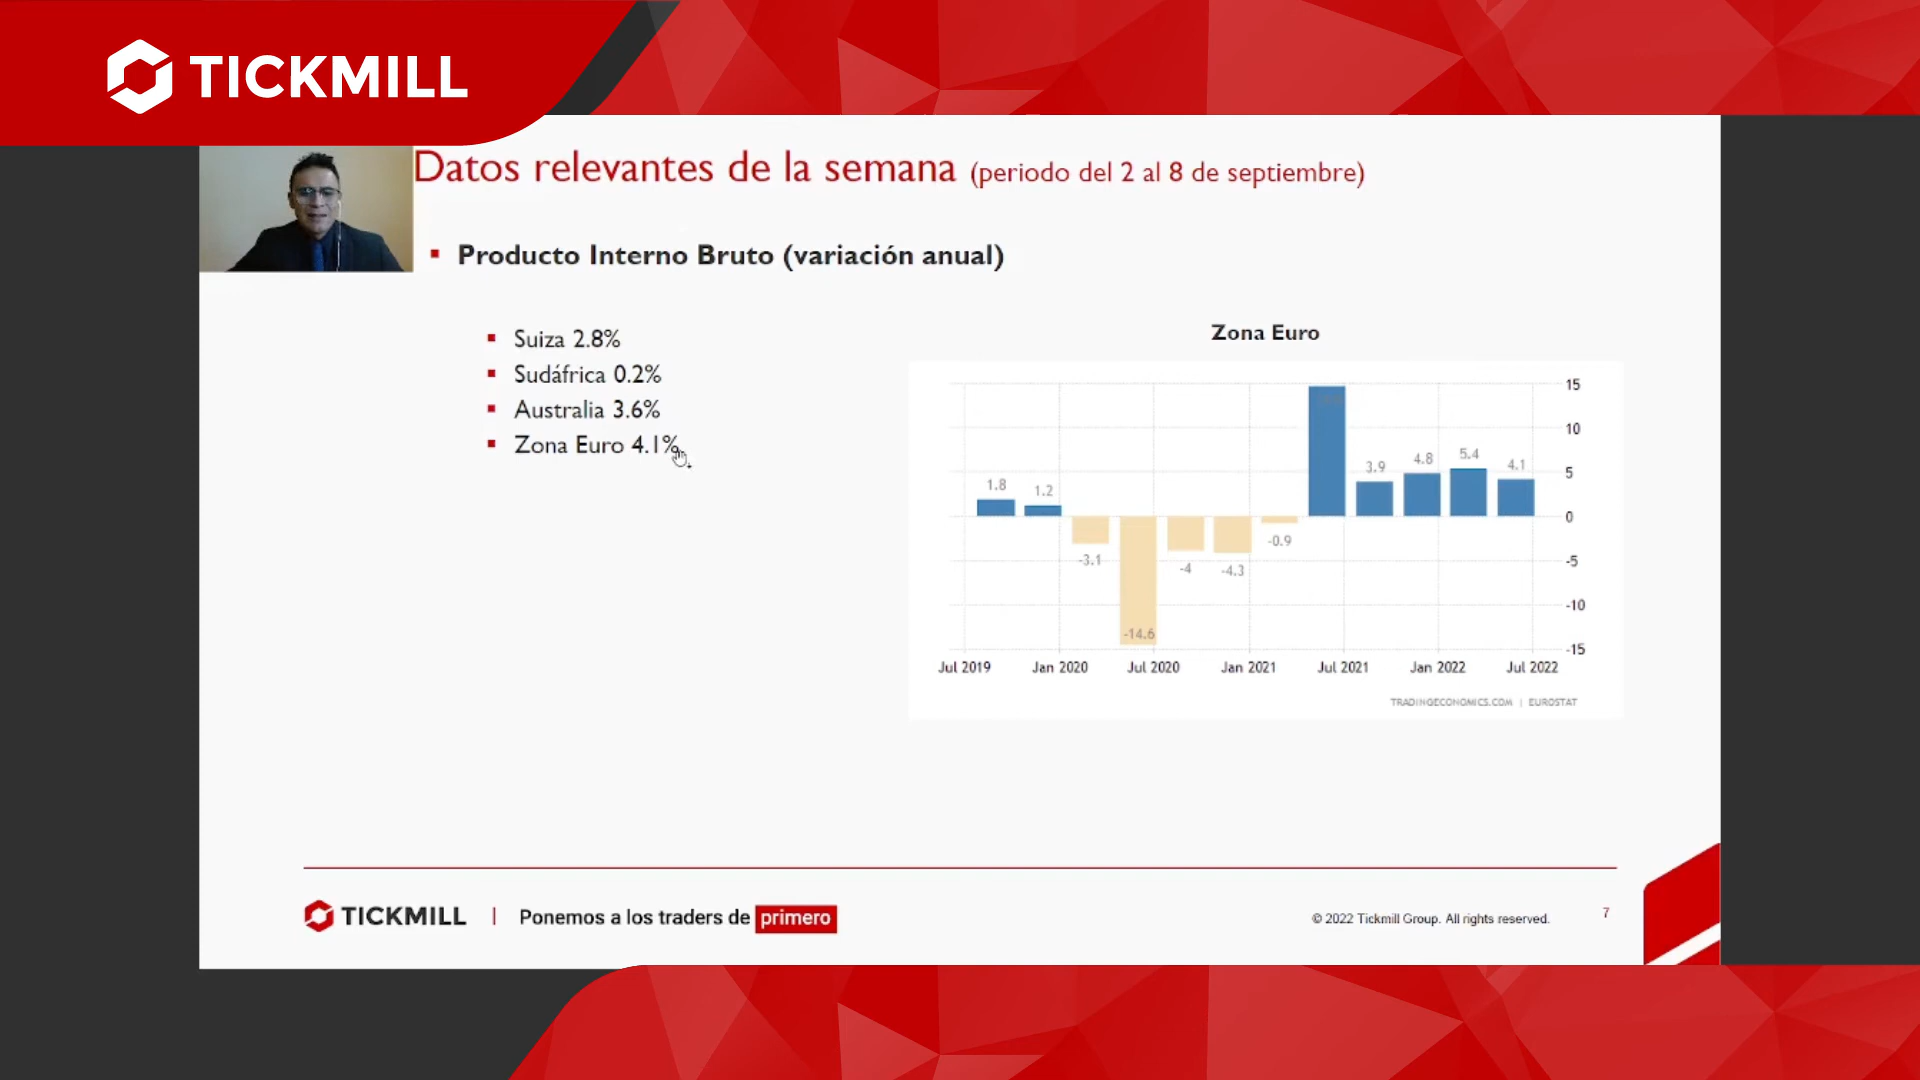 TICKMILL
Datos relevantes de la semana (periodo del 2 al 8 de septiembre)
Producto Interno Bruto (variación anual)
Suiza 2.8%
Sudáfrica 0.2%
Australia 3.6%
Zona Euro 4.1%
Zona Euro
15
10
5
0
-5
-10
-15
1.8
1.2
-3.1
-14.6
-4
-4.3
-0.9
3.9
4.8
5.4
4.1
Jul 2019 Jan 2020 Jul 2020 Jan 2021 Jul 2021 Jan 2022 Jul 2022
TRADINGECONOMICS.COM | EUROSTAT
TICKMILL | Ponemos a los traders de primero
© 2022 Tickmill Group. All rights reserved.
7